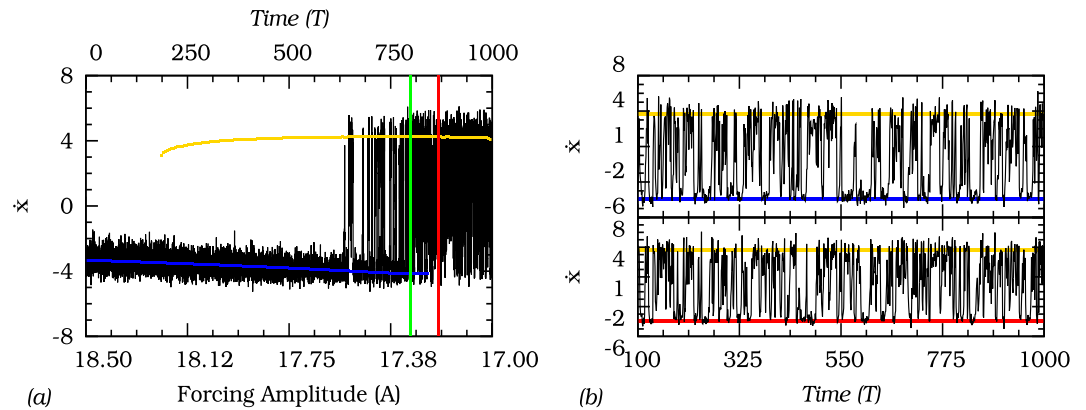 Time (T)
0 250 500 750 1000
8
4
0
-4
-8
ẋ
18.50 18.12 17.75 17.38 17.00
(a) Forcing Amplitude (A)
8
4
1
-2
-6
ẋ
8
4
1
-2
-6
ẋ
100 325 550 775 1000
(b) Time (T)